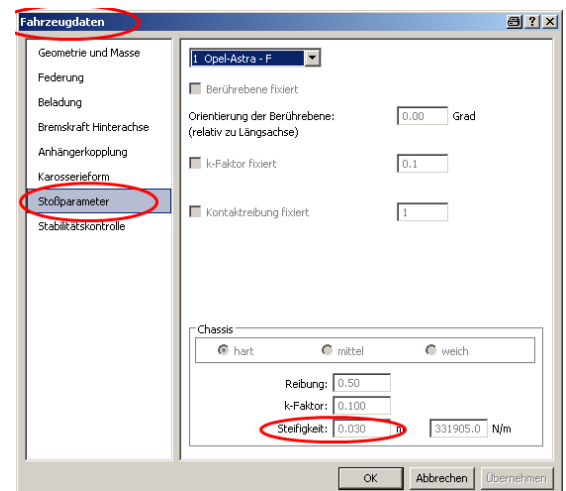 Fahrzeugdaten
Geometrie und Masse
Federung
Beladung
Bremskraft Hinterachse
Anhängerkopplung
Karosserieform
Stoßparameter
Stabilitätskontrolle
1 Opel-Astra - F
Berührebene fixiert
Orientierung der Berührebene: 0.00 Grad
(relativ zu Längsachse)
k-Faktor fixiert 0.1
Kontaktreibung fixiert 1
Chassis
hart mittel weich
Reibung: 0.50
k-Faktor: 0.100
Steifigkeit: 0.030 m 331905.0 N/m
OK Abbrechen Übernehmen